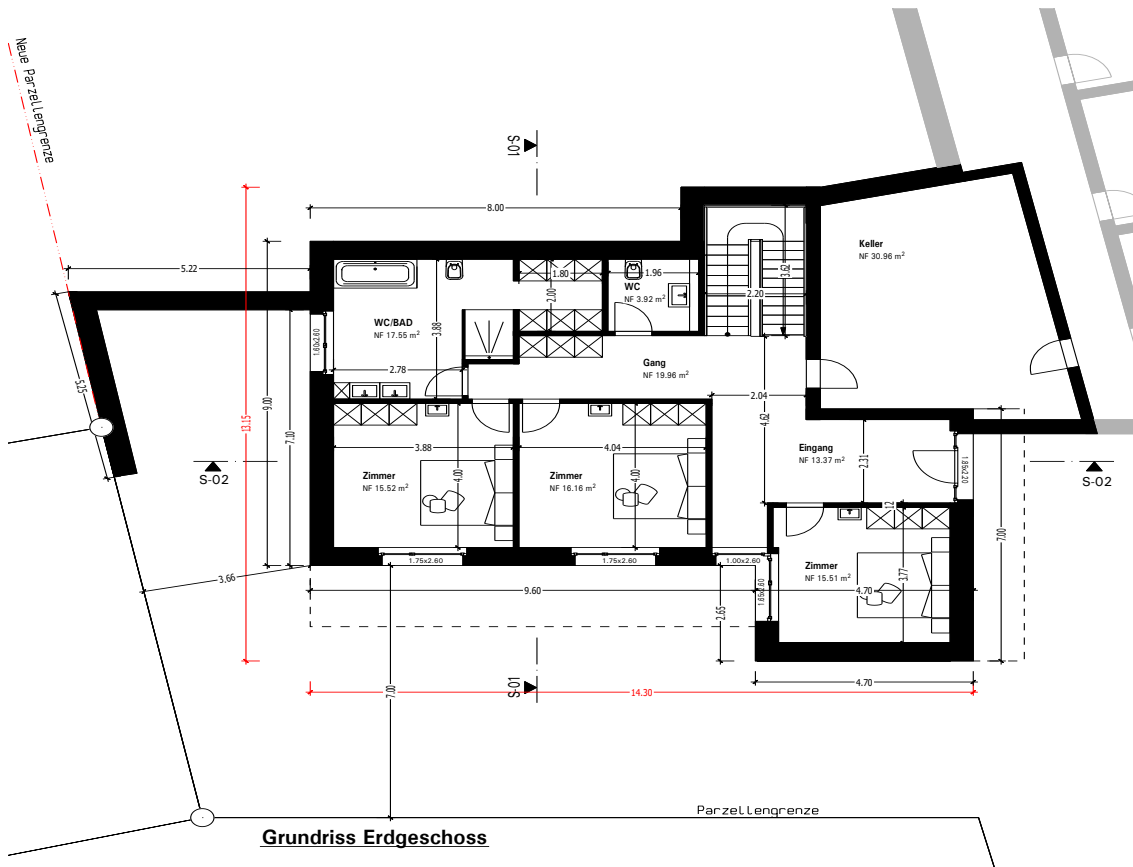 Neue Parzellengrenze
S-01
8.00
5.22
5.25
13.15
9.00
7.10
1.60x2.60
WC/BAD
NF 17.55 m²
3.88
2.78
1.80
2.00
1.96
WC
NF 3.92 m²
2.20
3.62
Keller
NF 30.96 m²
Gang
NF 19.96 m²
2.04
4.62
Eingang
NF 13.37 m²
2.31
1.85x2.20
S-02
S-02
3.88
Zimmer
NF 15.52 m²
4.00
4.04
Zimmer
NF 16.16 m²
4.00
12
7.00
1.75x2.60
1.75x2.60
1.00x2.60
1.65x2.60
Zimmer
NF 15.51 m²
3.77
4.70
3.66
9.60
2.65
4.70
7.00
S-01
14.30
Parzellengrenze
Grundriss Erdgeschoss